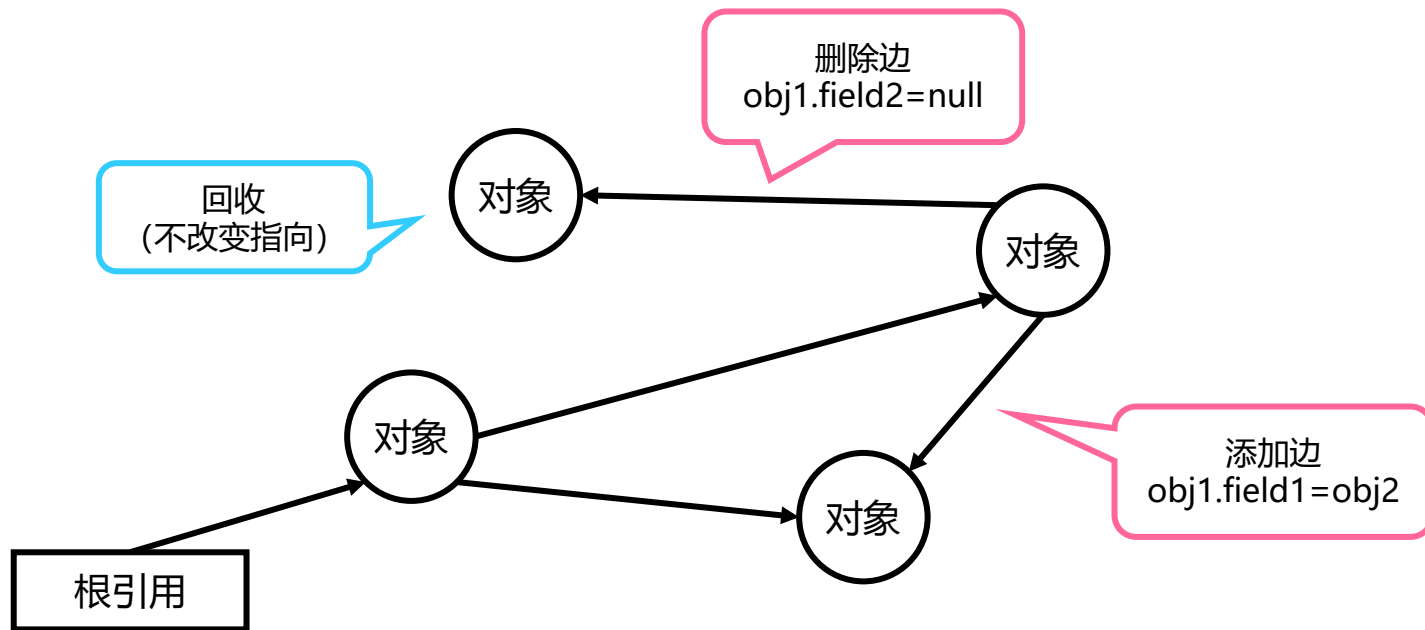 删除边
obj1.field2=null
对象
回收
（不改变指向）
对象
对象
添加边
obj1.field1=obj2
对象
根引用